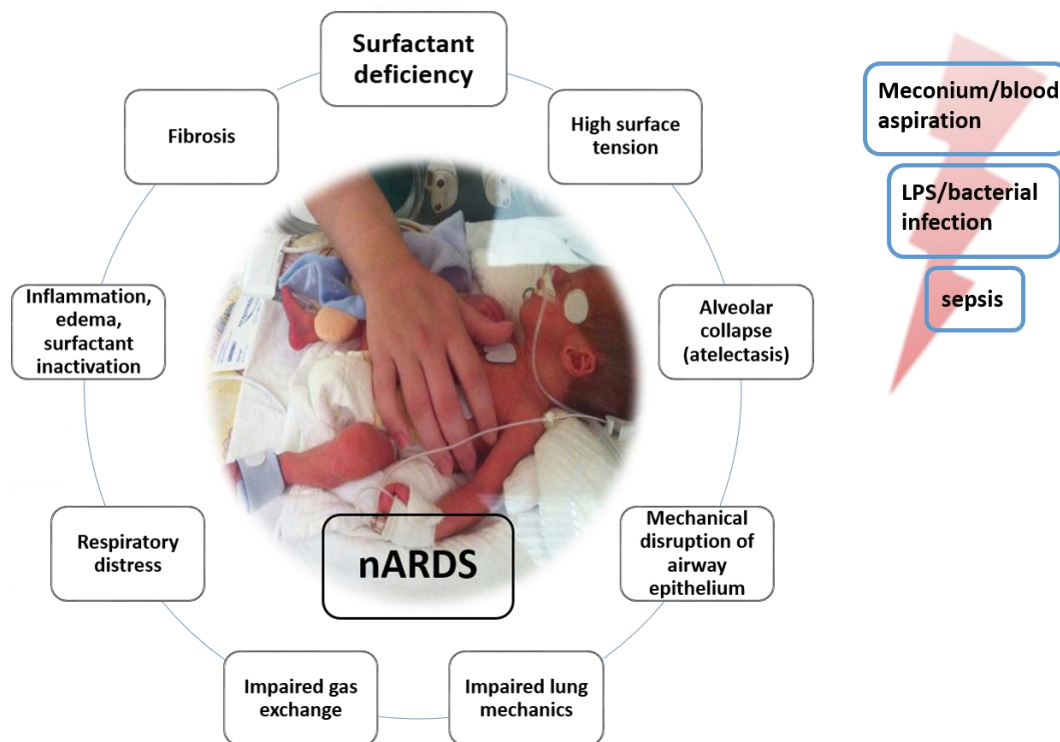 Surfactant
deficiency
High surface
tension
Alveolar
collapse
(atelectasis)
Mechanical
disruption of
airway
epithelium
Impaired lung
mechanics
Impaired gas
exchange
Respiratory
distress
Inflammation,
edema,
surfactant
inactivation
Fibrosis
nARDS
Meconium/blood
aspiration
LPS/bacterial
infection
sepsis